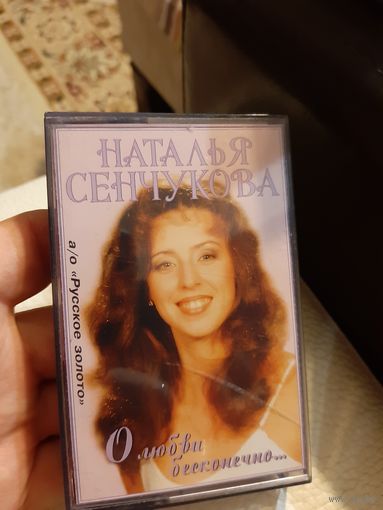 НАТАЛЬЯ
СЕНЧУКОВА
а/о «Русское золото»
О любви
бесконечно...